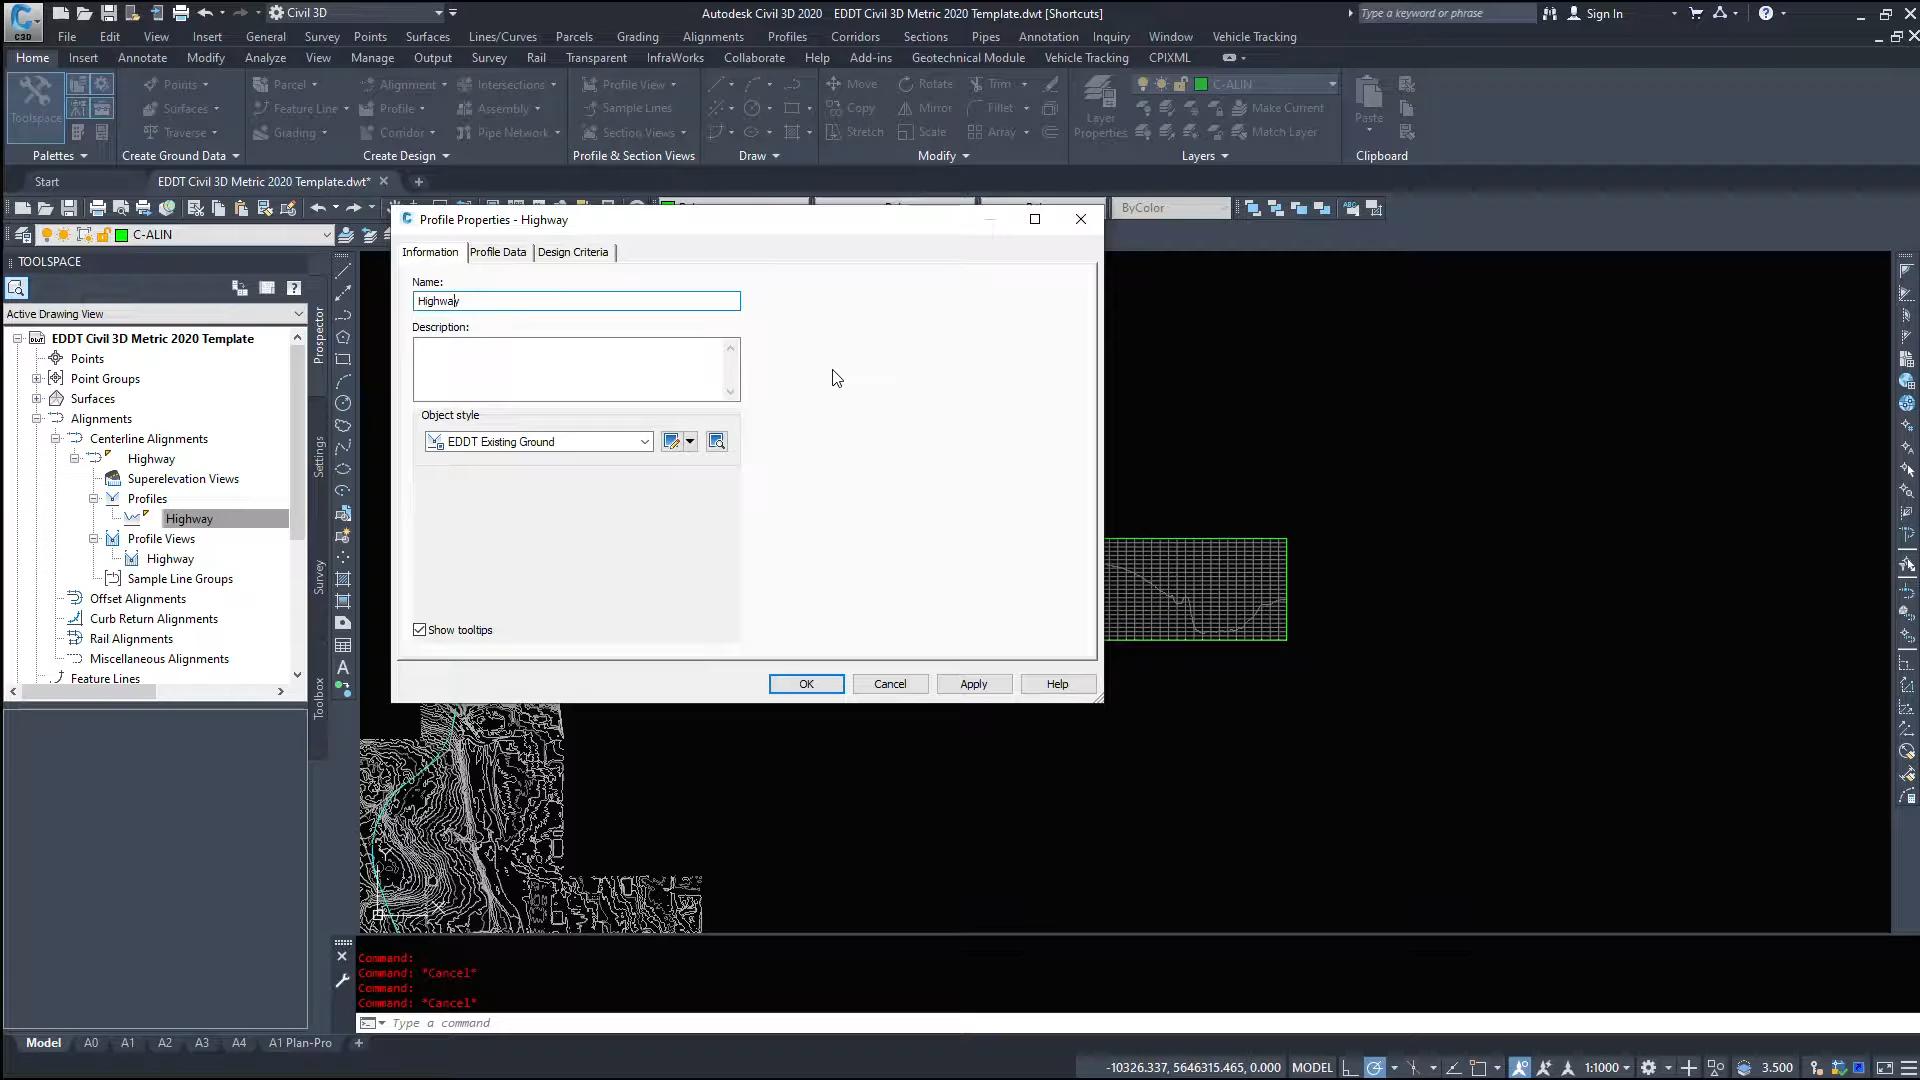 C3D
Civil 3D
Autodesk Civil 3D 2020 EDDT Civil 3D Metric 2020 Template.dwt [Shortcuts]
Type a keyword or phrase
Sign In
File Edit View Insert General Survey Points Surfaces Lines/Curves Parcels Grading Alignments Profiles Corridors Sections Pipes Annotation Inquiry Window Vehicle Tracking
Home Insert Annotate Modify Analyze View Manage Output Survey Rail Transparent InfraWorks Collaborate Help Add-ins Geotechnical Module Vehicle Tracking CPIXML
Points Parcel Alignment Intersections Profile View Move Rotate Trim C-ALIN
Toolspace Surfaces Feature Line Profile Assembly Sample Lines Copy Mirror Fillet Layer Properties Make Current Paste
Traverse Grading Corridor Pipe Network Section Views Stretch Scale Array Match Layer
Palettes Create Ground Data Create Design Profile & Section Views Draw Modify Layers Clipboard
Start EDDT Civil 3D Metric 2020 Template.dwt*
ByColor
C-ALIN
Profile Properties - Highway
Information Profile Data Design Criteria
Name:
Highway
Description:
Object style
EDDT Existing Ground
Show tooltips
OK Cancel Apply Help
TOOLSPACE
Active Drawing View
EDDT Civil 3D Metric 2020 Template
Points
Point Groups
Surfaces
Alignments
Centerline Alignments
Highway
Superelevation Views
Profiles
Highway
Profile Views
Highway
Sample Line Groups
Offset Alignments
Curb Return Alignments
Rail Alignments
Miscellaneous Alignments
Feature Lines
Prospector
Settings
Survey
Toolbox
Command:
Command: *Cancel*
Command:
Command: *Cancel*
Type a command
Model A0 A1 A2 A3 A4 A1 Plan-Pro
-10326.337, 5646315.465, 0.000 MODEL 1:1000 3.500